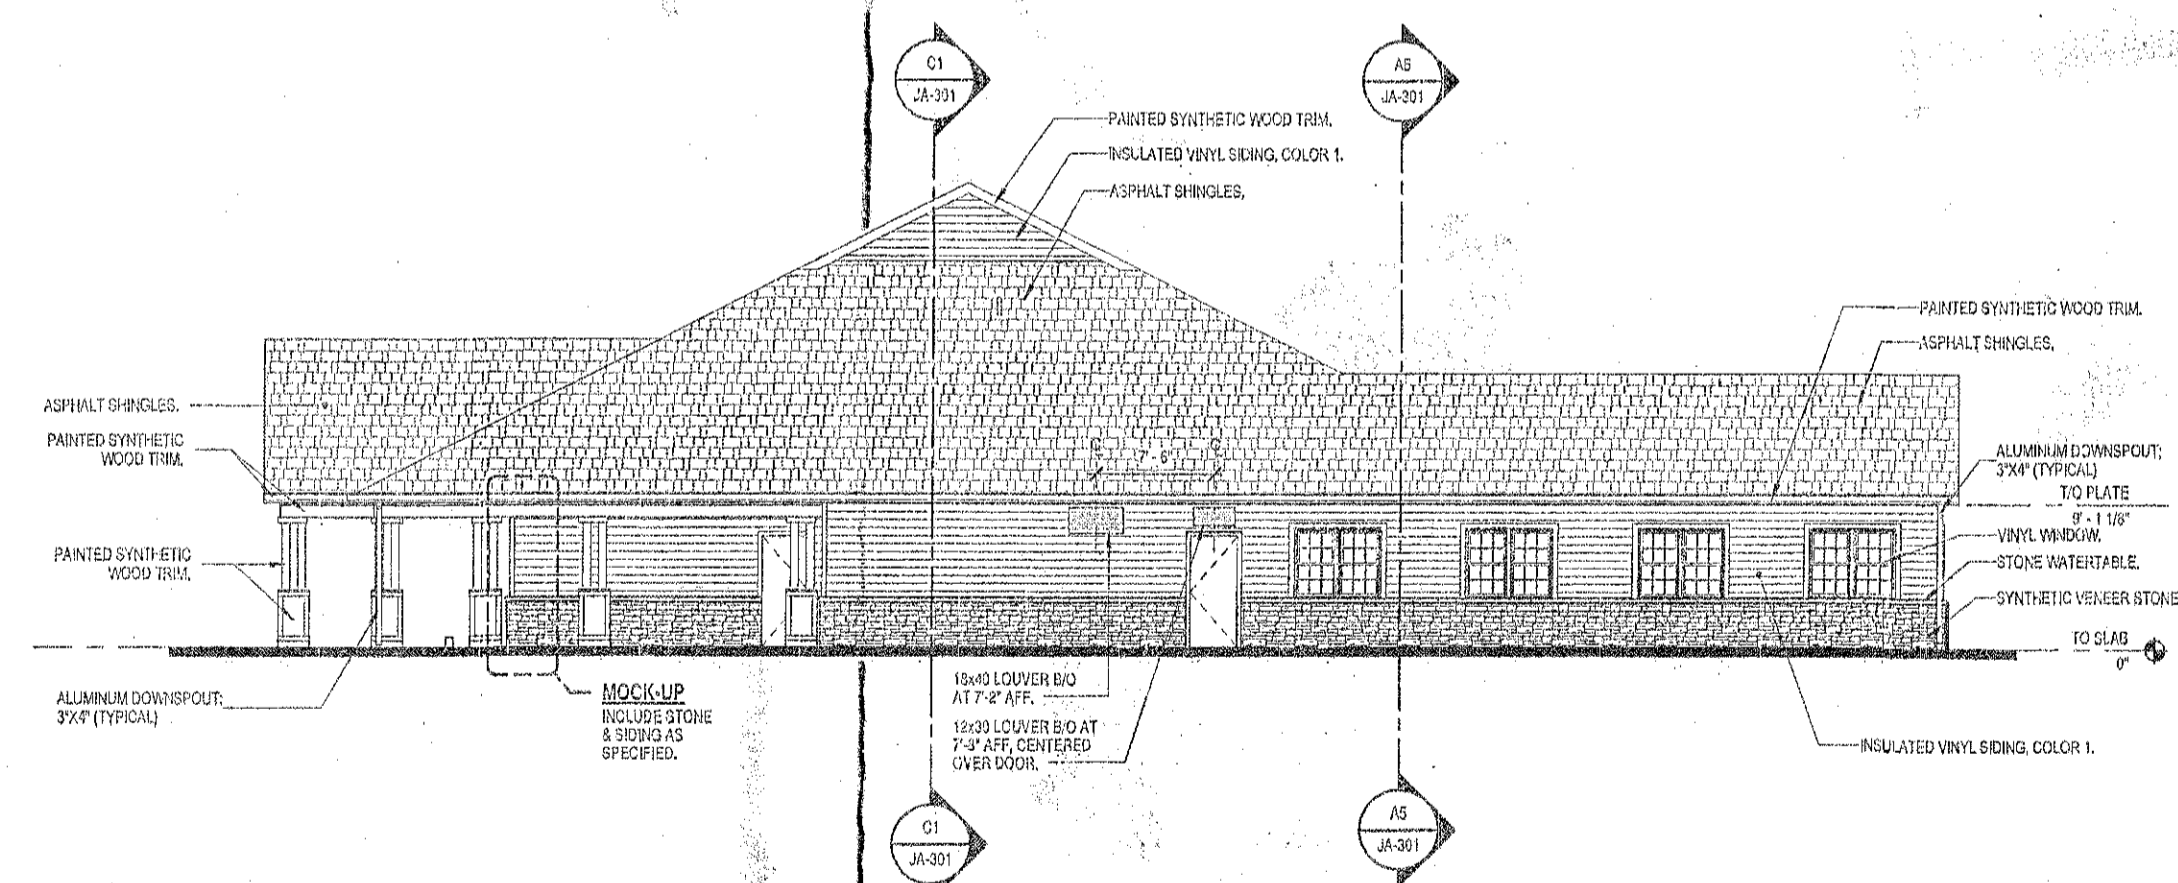 C1
JA-301
A5
JA-301
PAINTED SYNTHETIC WOOD TRIM.
INSULATED VINYL SIDING, COLOR 1.
ASPHALT SHINGLES.
PAINTED SYNTHETIC WOOD TRIM.
ASPHALT SHINGLES.
ASPHALT SHINGLES.
PAINTED SYNTHETIC
WOOD TRIM.
7' - 6"
ALUMINUM DOWNSPOUT;
3"X4" (TYPICAL)
T/O PLATE
9' - 1 1/8"
VINYL WINDOW.
STONE WATERTABLE.
SYNTHETIC VENEER STONE
PAINTED SYNTHETIC
WOOD TRIM.
TO SLAB
0"
ALUMINUM DOWNSPOUT;
3"X4" (TYPICAL)
MOCK-UP
INCLUDE STONE
& SIDING AS
SPECIFIED.
18x40 LOUVER B/O
AT 7'-2" AFF.
12x30 LOUVER B/O AT
AFF, CENTERED
OVER DOOR.
INSULATED VINYL SIDING, COLOR 1.
C1
JA-301
A5
JA-301